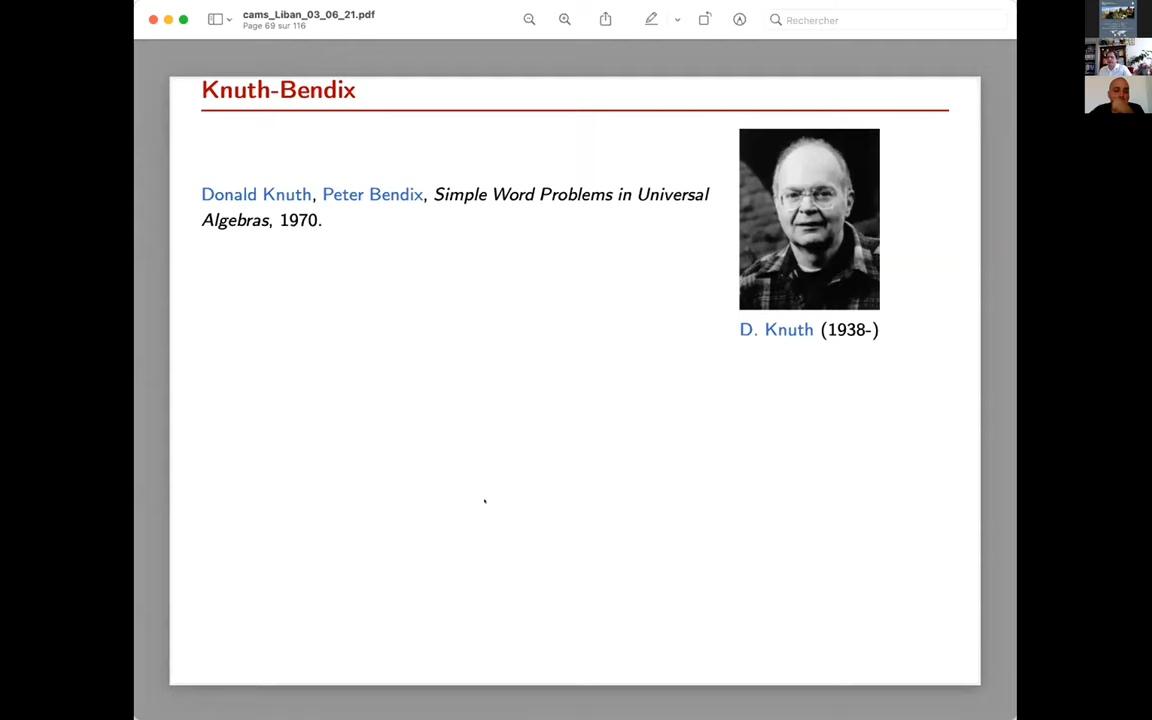 cams_Liban_03_06_21.pdf
Page 69 sur 116
Rechercher
Knuth-Bendix
Donald Knuth, Peter Bendix, Simple Word Problems in Universal
Algebras, 1970.
D. Knuth (1938-)